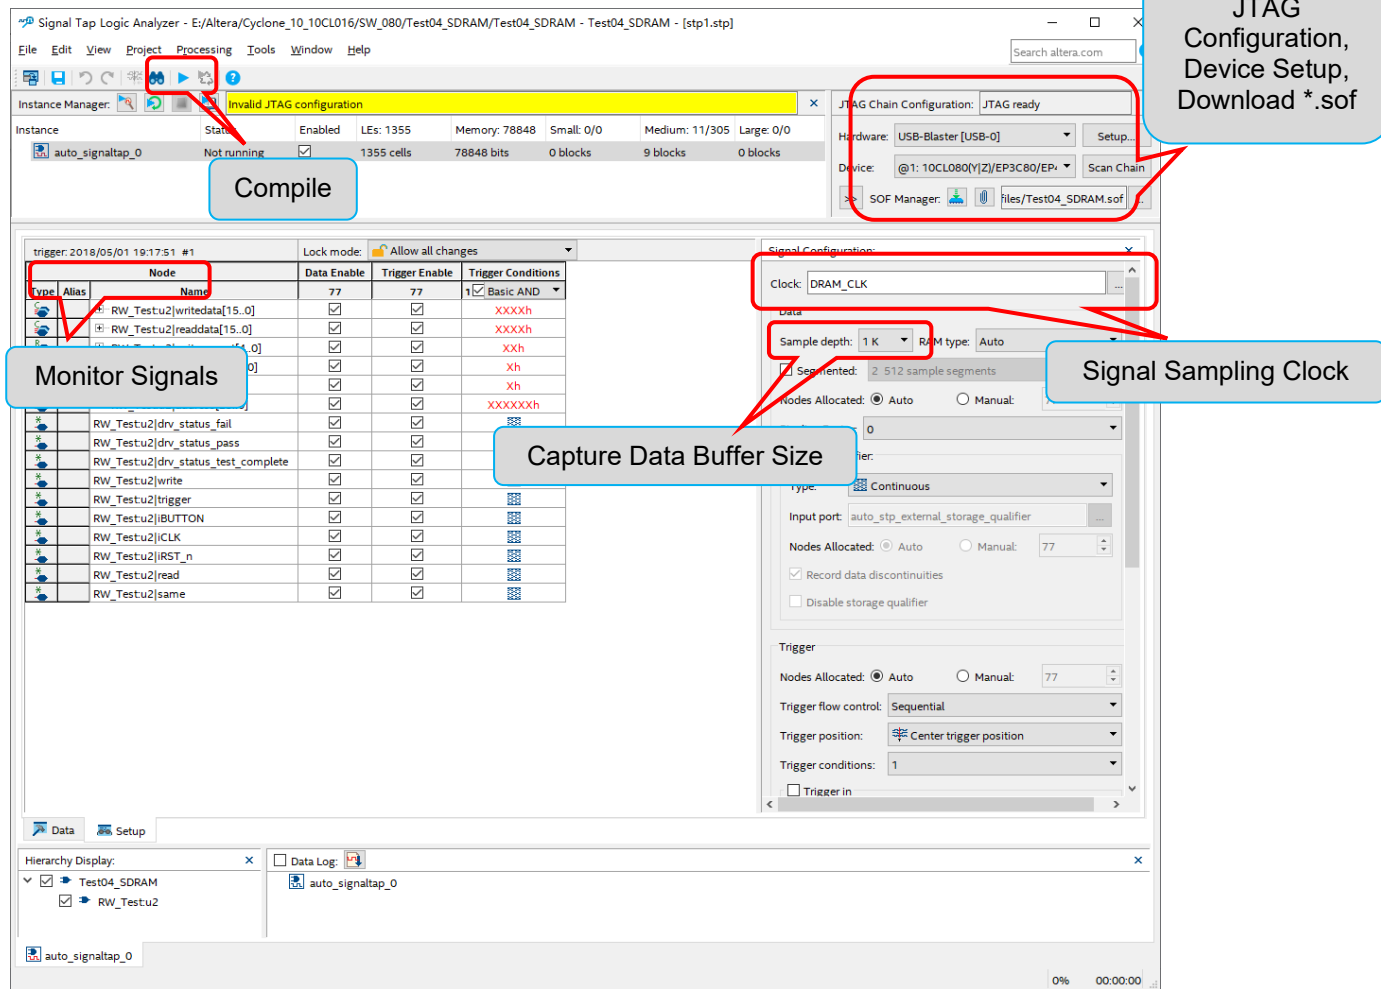 Signal Tap Logic Analyzer - E:/Altera/Cyclone_10_10CL016/SW_080/Test04_SDRAM/Test04_SDRAM - Test04_SDRAM - [stp1.stp]
File Edit View Project Processing Tools Window Help
Search altera.com
JTAG
Configuration,
Device Setup,
Download *.sof
Instance Manager: Invalid JTAG configuration
JTAG Chain Configuration: JTAG ready
Instance Status Enabled LEs: 1355 Memory: 78848 Small: 0/0 Medium: 11/305 Large: 0/0
auto_signaltap_0 Not running 1355 cells 78848 bits 0 blocks 9 blocks 0 blocks
Hardware: USB-Blaster [USB-0] Setup...
Device: @1: 10CL080(Y|Z)/EP3C80/EP4 Scan Chain
>> SOF Manager: files/Test04_SDRAM.sof
Compile
trigger: 2018/05/01 19:17:51 #1 Lock mode: Allow all changes
Node Data Enable Trigger Enable Trigger Conditions
Type Alias Name 77 77 1 Basic AND
RW_Test:u2|writedata[15..0] XXXXh
RW_Test:u2|readdata[15..0] XXXXh
.0] XXh
0] Xh
Xh
XXXXXXh
RW_Test:u2|drv_status_fail
RW_Test:u2|drv_status_pass
RW_Test:u2|drv_status_test_complete
RW_Test:u2|write
RW_Test:u2|trigger
RW_Test:u2|iBUTTON
RW_Test:u2|iCLK
RW_Test:u2|iRST_n
RW_Test:u2|read
RW_Test:u2|same
Monitor Signals
Signal Configuration:
Clock: DRAM_CLK ...
Data
Sample depth: 1 K RAM type: Auto
Segmented: 2 512 sample segments
Nodes Allocated: Auto Manual:
0
Signal Sampling Clock
Capture Data Buffer Size
Type: Continuous
Input port: auto_stp_external_storage_qualifier ...
Nodes Allocated: Auto Manual: 77
Record data discontinuities
Disable storage qualifier
Trigger
Nodes Allocated: Auto Manual: 77
Trigger flow control: Sequential
Trigger position: Center trigger position
Trigger conditions: 1
Trigger in
Data Setup
Hierarchy Display:
Test04_SDRAM
RW_Test:u2
Data Log:
auto_signaltap_0
auto_signaltap_0
0% 00:00:00